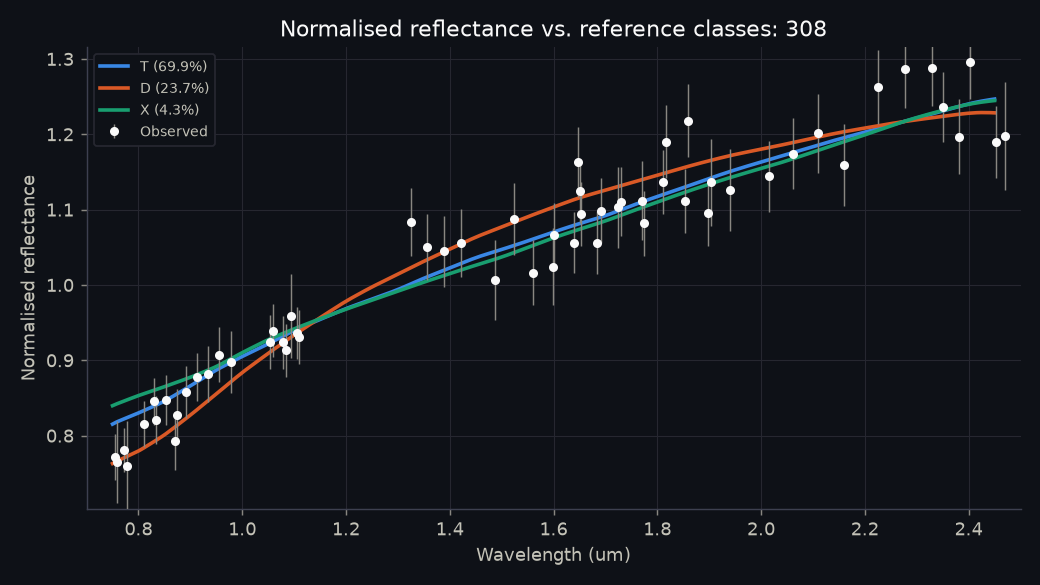 Normalised reflectance vs. reference classes: 308
T (69.9%)
D (23.7%)
X (4.3%)
Observed
Normalised reflectance
1.3
1.2
1.1
1.0
0.9
0.8
0.8 1.0 1.2 1.4 1.6 1.8 2.0 2.2 2.4
Wavelength (um)